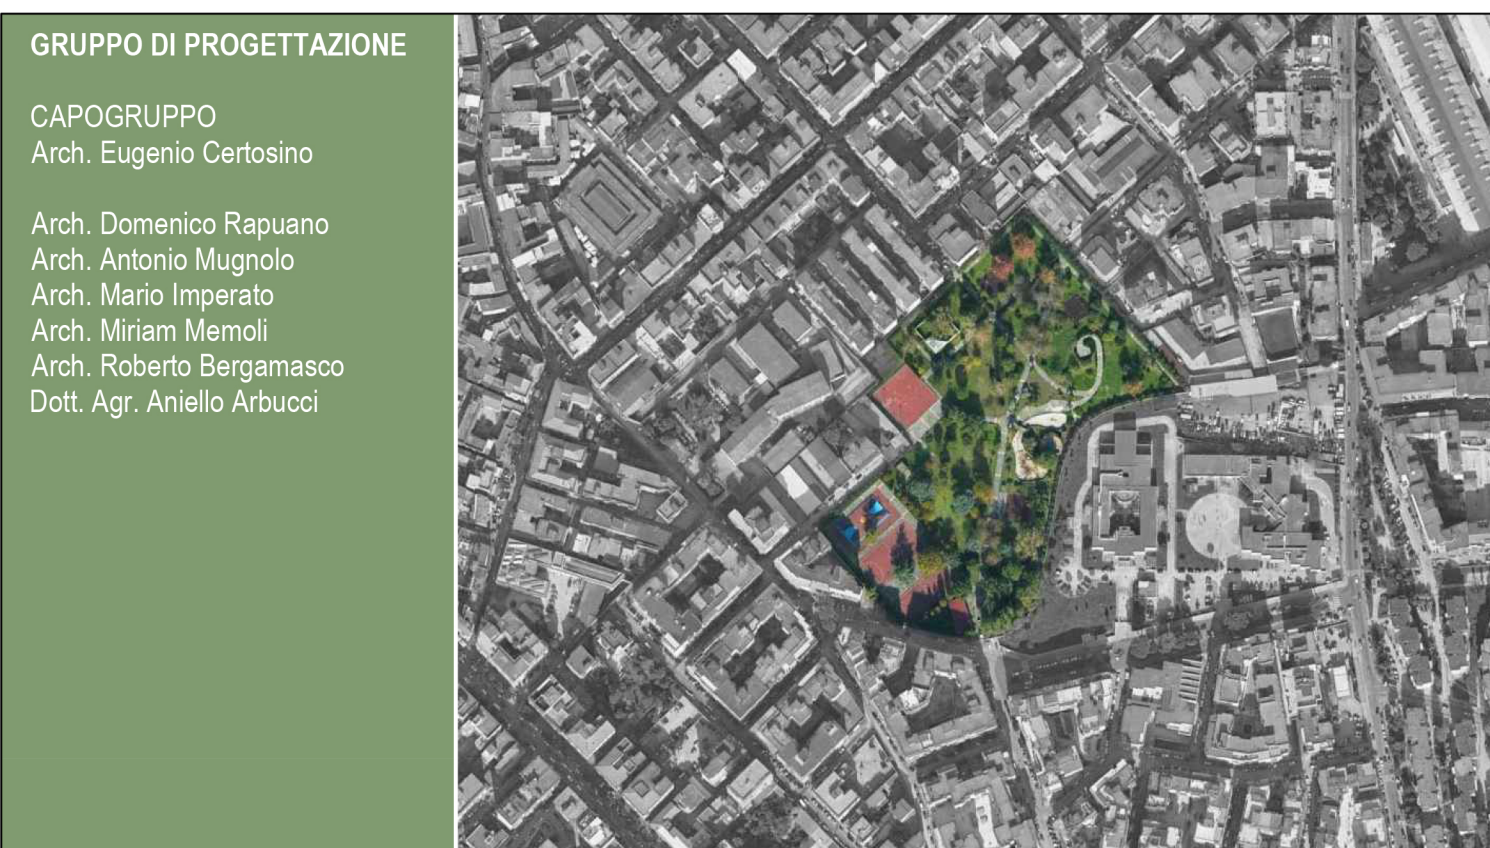 GRUPPO DI PROGETTAZIONE
CAPOGRUPPO
Arch. Eugenio Certosino
Arch. Domenico Rapuano
Arch. Antonio Mugnolo
Arch. Mario Imperato
Arch. Miriam Memoli
Arch. Roberto Bergamasco
Dott. Agr. Aniello Arbucci